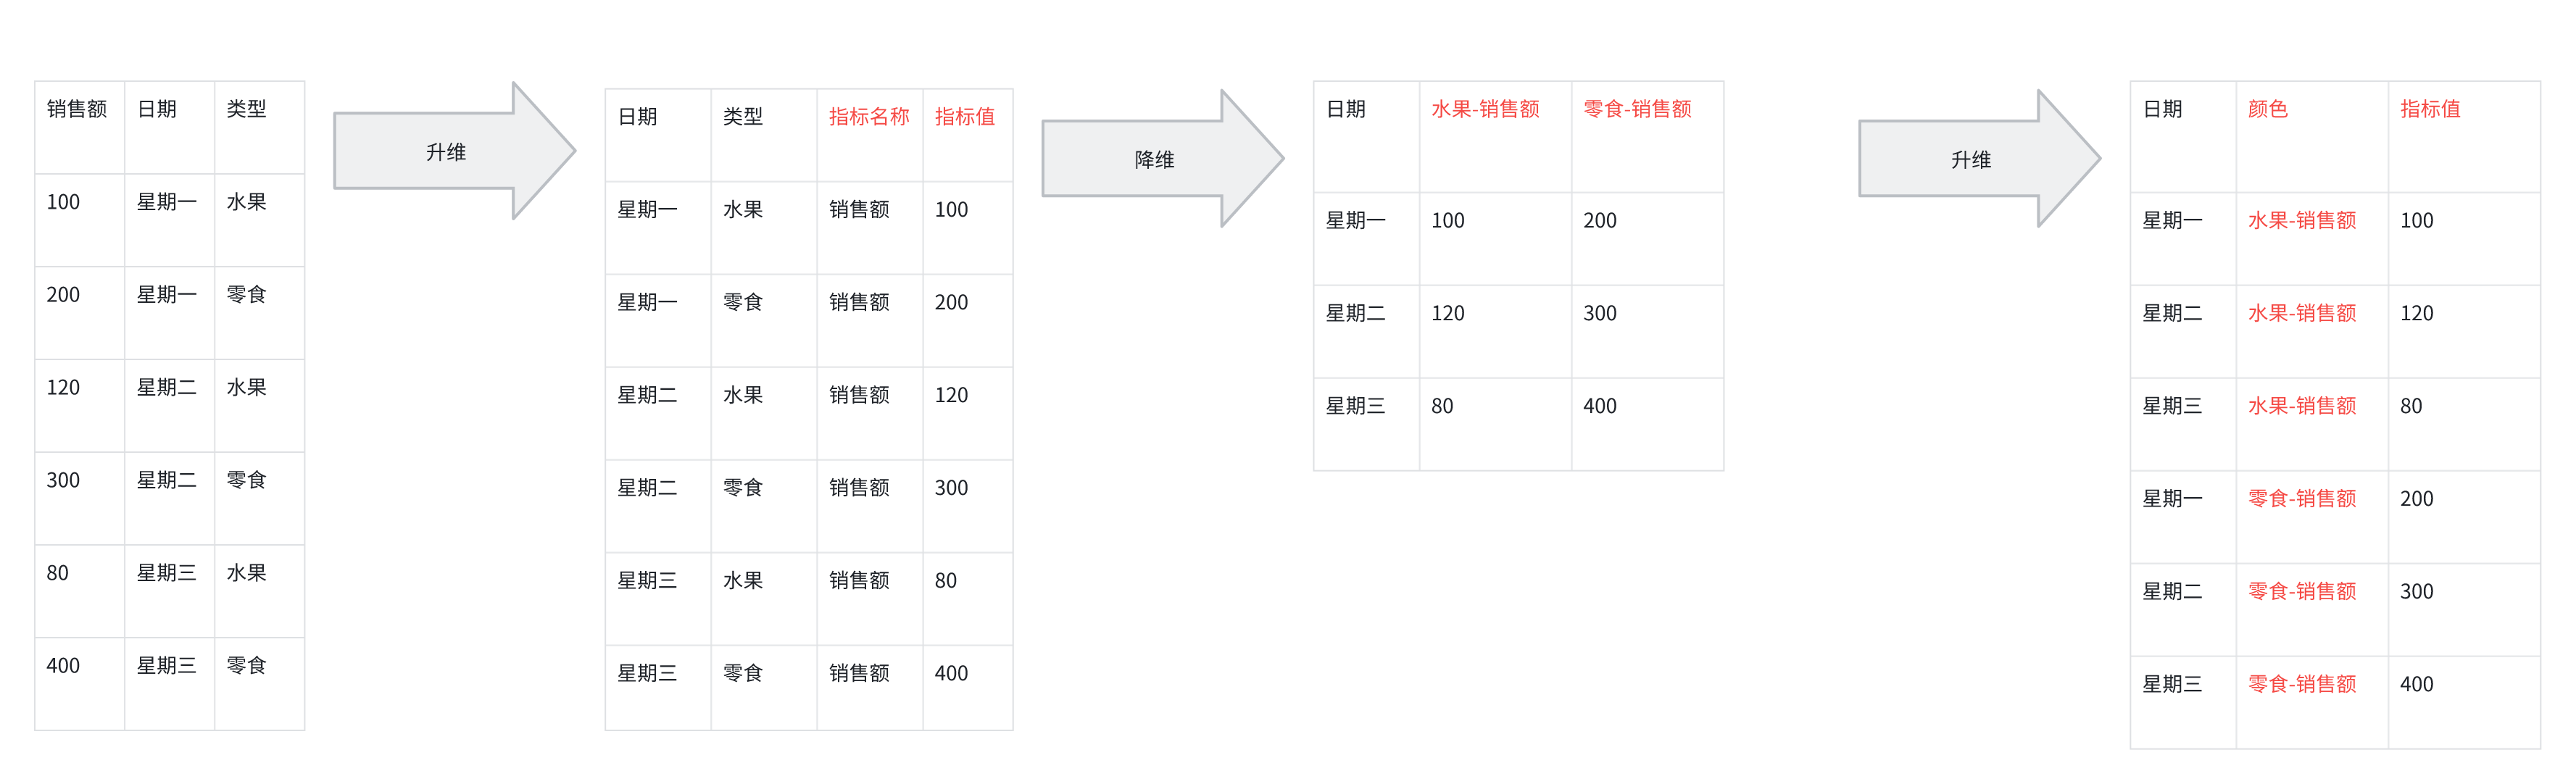 销售额 日期 类型
100 星期一 水果
200 星期一 零食
120 星期二 水果
300 星期二 零食
80 星期三 水果
400 星期三 零食
升维
日期 类型 指标名称 指标值
星期一 水果 销售额 100
星期一 零食 销售额 200
星期二 水果 销售额 120
星期二 零食 销售额 300
星期三 水果 销售额 80
星期三 零食 销售额 400
降维
日期 水果-销售额 零食-销售额
星期一 100 200
星期二 120 300
星期三 80 400
升维
日期 颜色 指标值
星期一 水果-销售额 100
星期二 水果-销售额 120
星期三 水果-销售额 80
星期一 零食-销售额 200
星期二 零食-销售额 300
星期三 零食-销售额 400